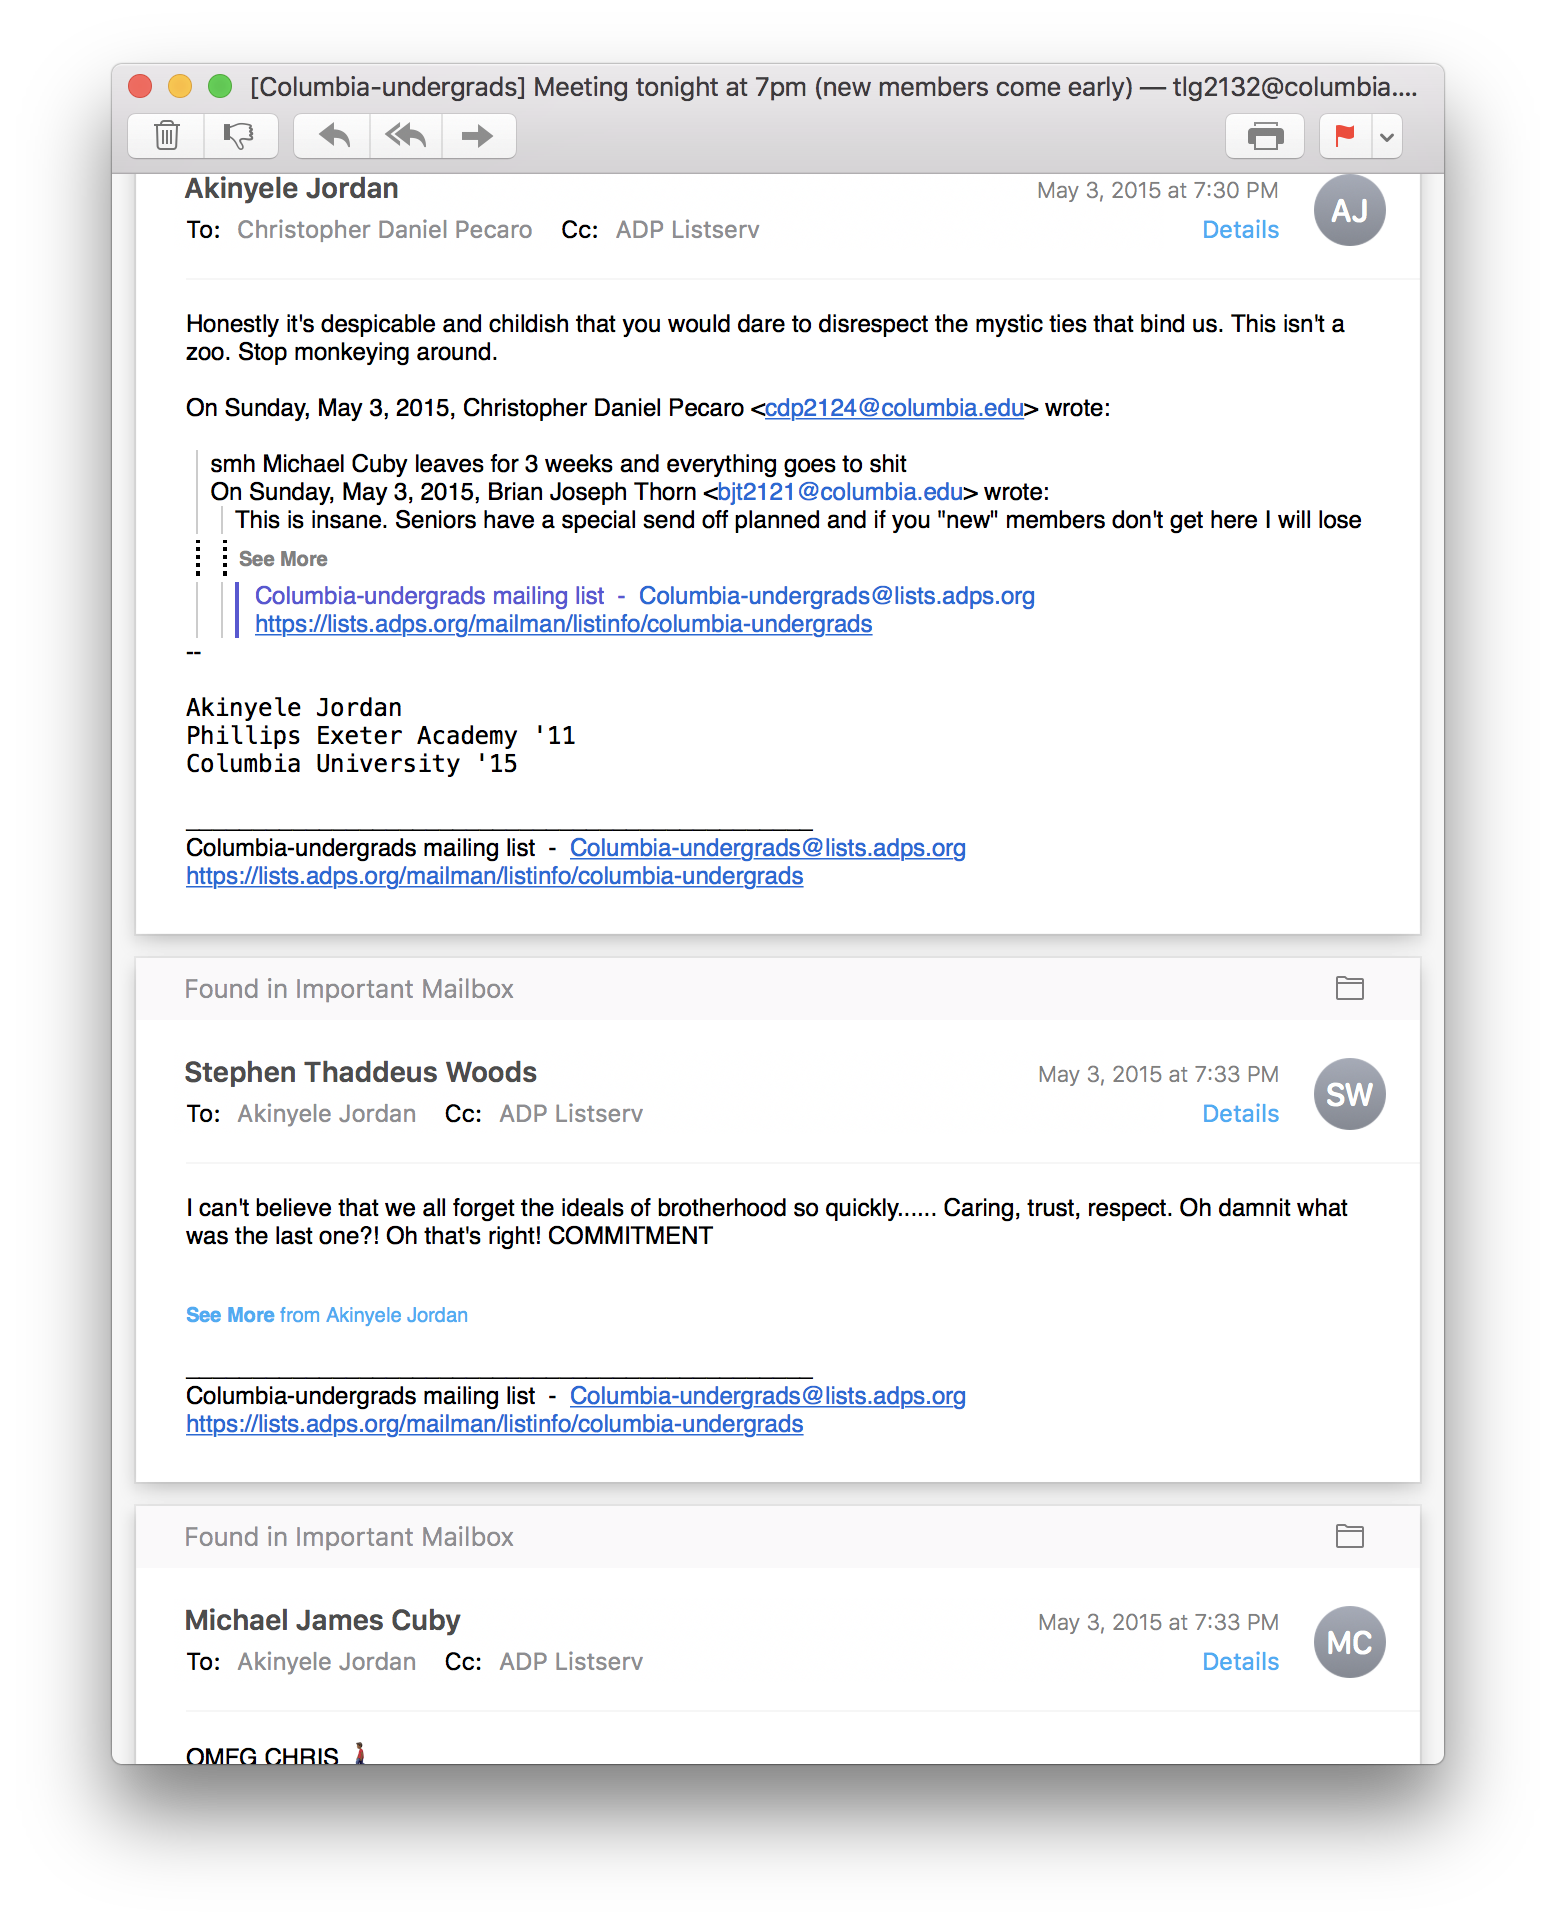 [Columbia-undergrads] Meeting tonight at 7pm (new members come early) — tlg2132@columbia....
Akinyele Jordan May 3, 2015 at 7:30 PM AJ
To: Christopher Daniel Pecaro Cc: ADP Listserv Details
Honestly it's despicable and childish that you would dare to disrespect the mystic ties that bind us. This isn't a
zoo. Stop monkeying around.
On Sunday, May 3, 2015, Christopher Daniel Pecaro <cdp2124@columbia.edu> wrote:
smh Michael Cuby leaves for 3 weeks and everything goes to shit
On Sunday, May 3, 2015, Brian Joseph Thorn <bjt2121@columbia.edu> wrote:
This is insane. Seniors have a special send off planned and if you "new" members don't get here I will lose
See More
Columbia-undergrads mailing list - Columbia-undergrads@lists.adps.org
https://lists.adps.org/mailman/listinfo/columbia-undergrads
--
Akinyele Jordan
Phillips Exeter Academy '11
Columbia University '15
_______________________________________________
Columbia-undergrads mailing list - Columbia-undergrads@lists.adps.org
https://lists.adps.org/mailman/listinfo/columbia-undergrads
Found in Important Mailbox
Stephen Thaddeus Woods May 3, 2015 at 7:33 PM SW
To: Akinyele Jordan Cc: ADP Listserv Details
I can't believe that we all forget the ideals of brotherhood so quickly...... Caring, trust, respect. Oh damnit what
was the last one?! Oh that's right! COMMITMENT
See More from Akinyele Jordan
_______________________________________________
Columbia-undergrads mailing list - Columbia-undergrads@lists.adps.org
https://lists.adps.org/mailman/listinfo/columbia-undergrads
Found in Important Mailbox
Michael James Cuby May 3, 2015 at 7:33 PM MC
To: Akinyele Jordan Cc: ADP Listserv Details
OMFG CHRIS